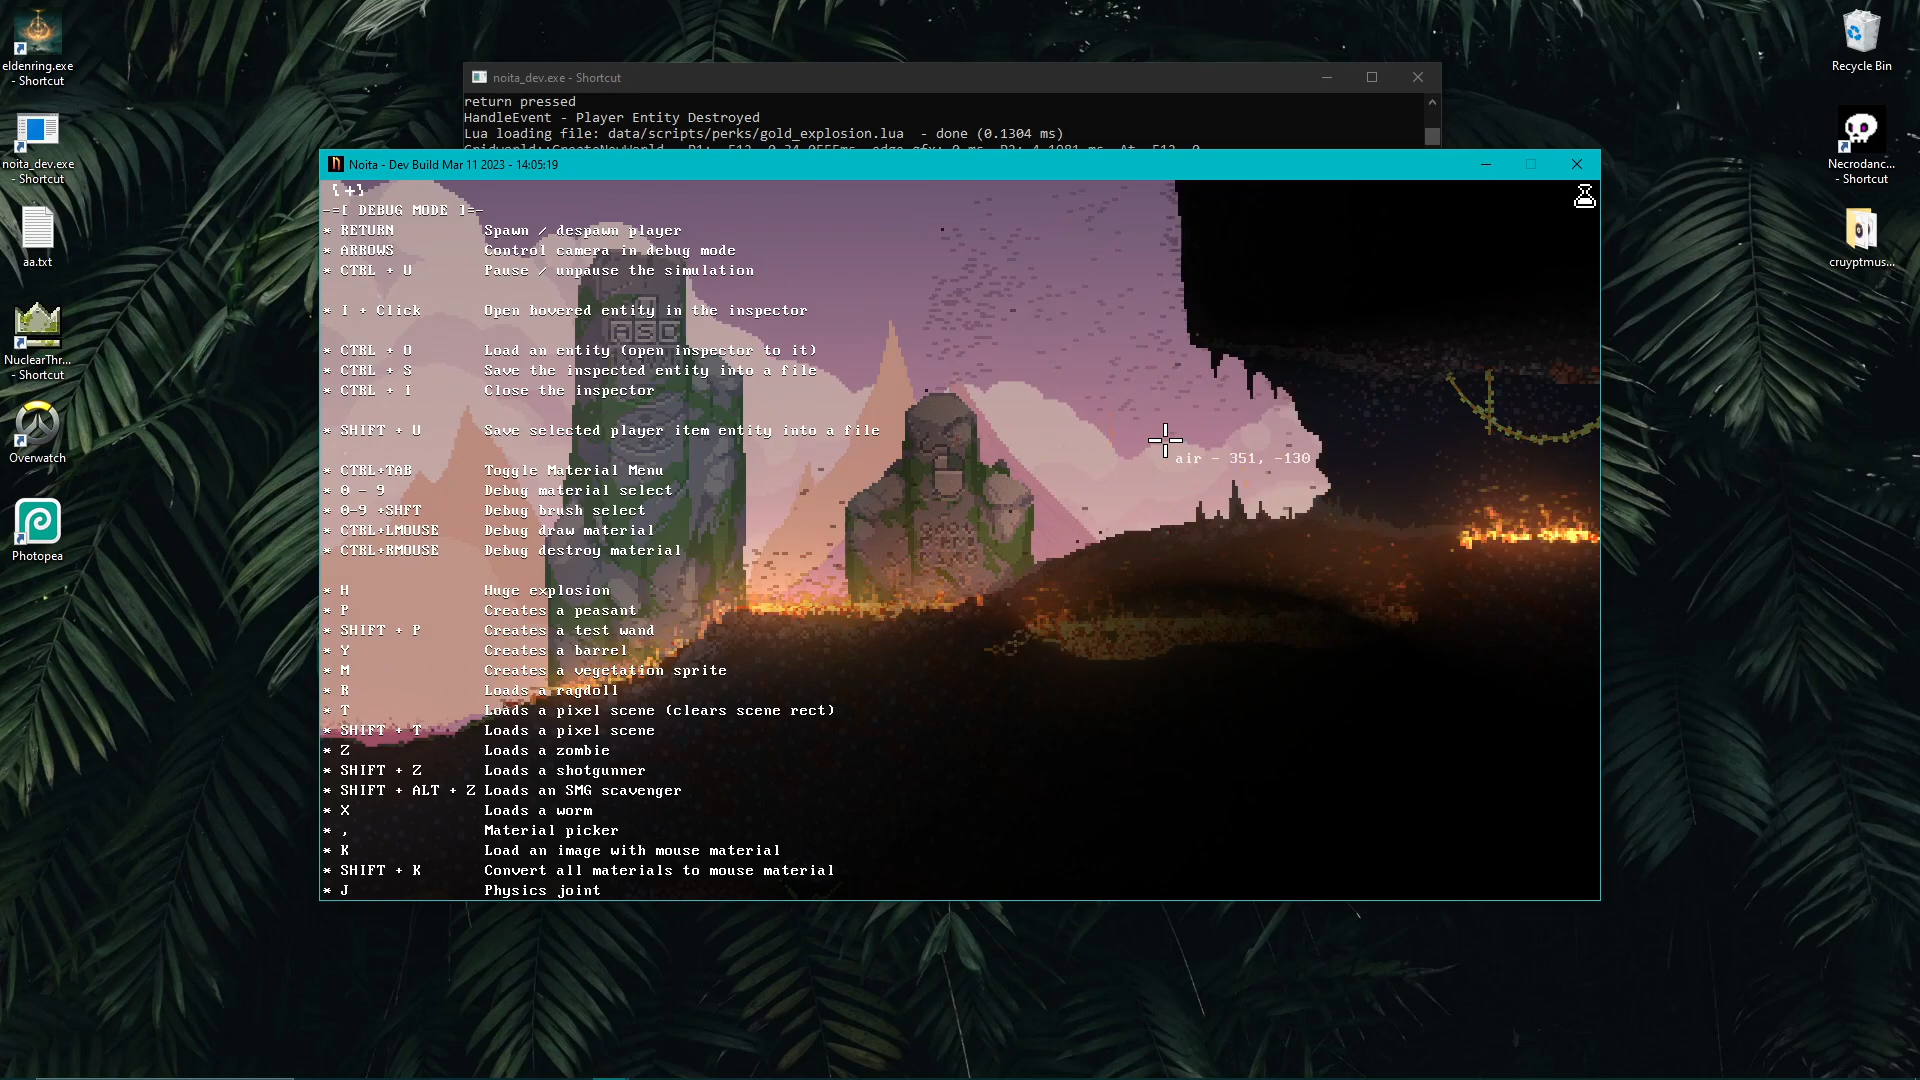 eldenring.exe
- Shortcut
noita_dev.exe
- Shortcut
aa.txt
NuclearThr...
- Shortcut
Overwatch
Photopea
noita_dev.exe - Shortcut
return pressed
HandleEvent - Player Entity Destroyed
Lua loading file: data/scripts/perks/gold_explosion.lua - done (0.1304 ms)
Noita - Dev Build Mar 11 2023 - 14:05:19
{+}
-=[ DEBUG MODE ]=-
* RETURN Spawn / despawn player
* ARROWS Control camera in debug mode
* CTRL + U Pause / unpause the simulation
* I + Click Open hovered entity in the inspector
* CTRL + O Load an entity (open inspector to it)
* CTRL + S Save the inspected entity into a file
* CTRL + I Close the inspector
* SHIFT + U Save selected player item entity into a file
* CTRL+TAB Toggle Material Menu
* 0 - 9 Debug material select
* 0-9 +SHFT Debug brush select
* CTRL+LMOUSE Debug draw material
* CTRL+RMOUSE Debug destroy material
* H Huge explosion
* P Creates a peasant
* SHIFT + P Creates a test wand
* Y Creates a barrel
* M Creates a vegetation sprite
* R Loads a ragdoll
* T Loads a pixel scene (clears scene rect)
* SHIFT + T Loads a pixel scene
* Z Loads a zombie
* SHIFT + Z Loads a shotgunner
* SHIFT + ALT + Z Loads an SMG scavenger
* X Loads a worm
* , Material picker
* K Load an image with mouse material
* SHIFT + K Convert all materials to mouse material
* J Physics joint
air - 351, -130
Recycle Bin
Necrodanc...
- Shortcut
cruyptmus...